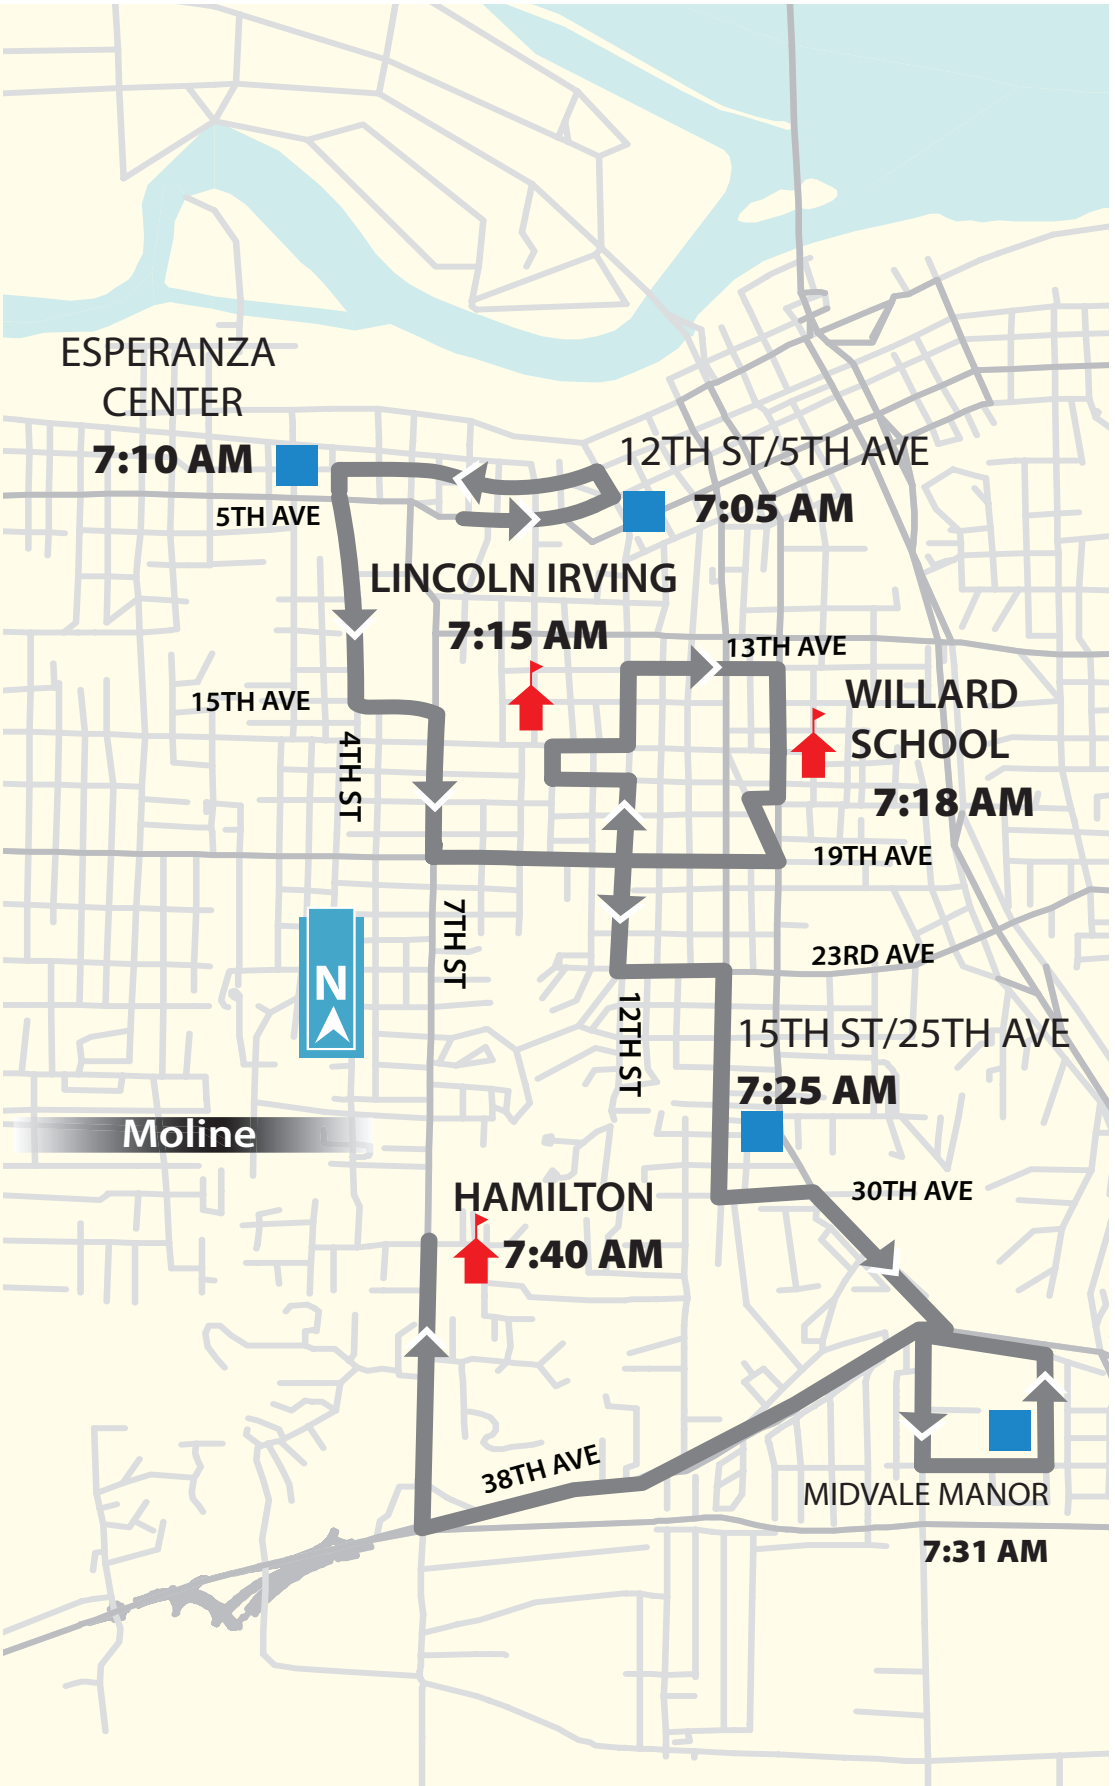 ESPERANZA
CENTER
7:10 AM
12TH ST/5TH AVE
7:05 AM
5TH AVE
LINCOLN IRVING
7:15 AM
13TH AVE
15TH AVE
WILLARD
SCHOOL
7:18 AM
4TH ST
19TH AVE
7TH ST
23RD AVE
N
12TH ST
15TH ST/25TH AVE
7:25 AM
Moline
30TH AVE
HAMILTON
7:40 AM
38TH AVE
MIDVALE MANOR
7:31 AM